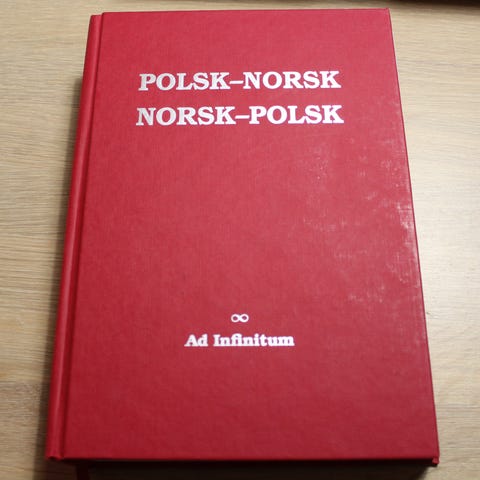 POLSK–NORSK
NORSK–POLSK
∞
Ad Infinitum